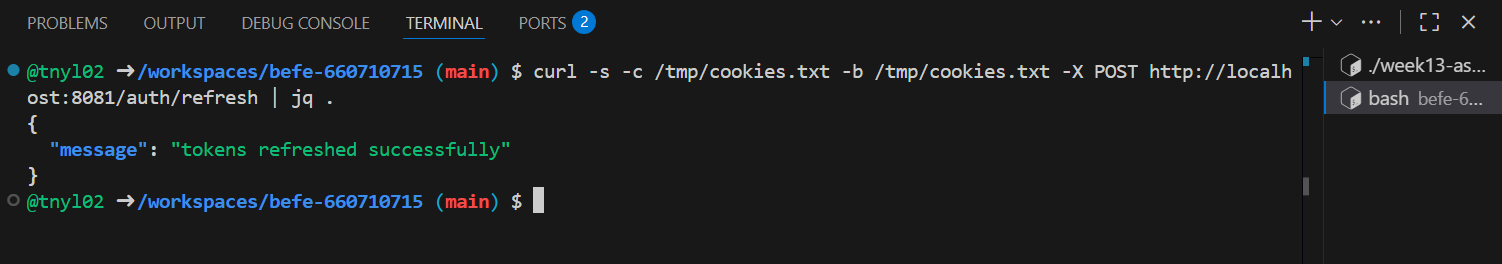 PROBLEMS OUTPUT DEBUG CONSOLE TERMINAL PORTS 2
@tnyl02 ➜/workspaces/befe-660710715 (main) $ curl -s -c /tmp/cookies.txt -b /tmp/cookies.txt -X POST http://localh
ost:8081/auth/refresh | jq .
{
  "message": "tokens refreshed successfully"
}
@tnyl02 ➜/workspaces/befe-660710715 (main) $
./week13-as...
bash befe-6...